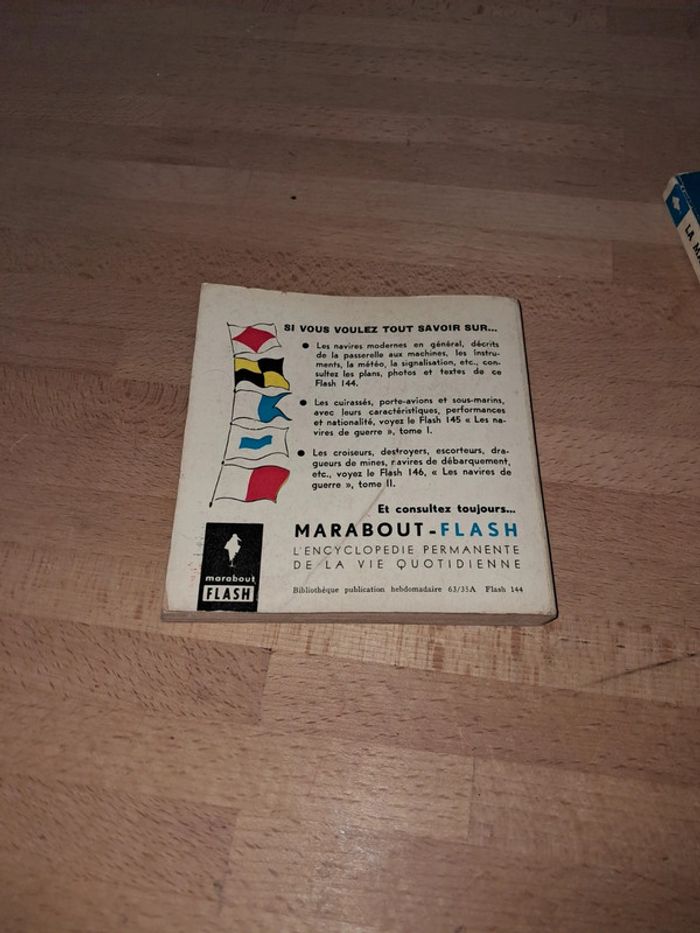 SI VOUS VOULEZ TOUT SAVOIR SUR...
● Les navires modernes en général, décrits
de la passerelle aux machines, les instru-
ments, la météo, la signalisation, etc., con-
sultez les plans, photos et textes de ce
Flash 144.
● Les cuirassés, porte-avions et sous-marins,
avec leurs caractéristiques, performances
et nationalité, voyez le Flash 145 « Les na-
vires de guerre », tome I.
● Les croiseurs, destroyers, escorteurs, dra-
gueurs de mines, navires de débarquement,
etc., voyez le Flash 146, « Les navires de
guerre », tome II.
Et consultez toujours...
MARABOUT-FLASH
L'ENCYCLOPEDIE PERMANENTE
DE LA VIE QUOTIDIENNE
Bibliothèque publication hebdomadaire 63/35A Flash 144
marabout
FLASH
LA